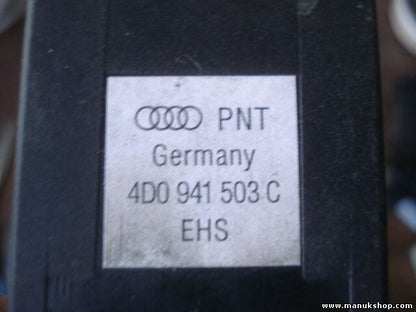 PNT
Germany
4D0 941 503 C
EHS
www.manukshop.com